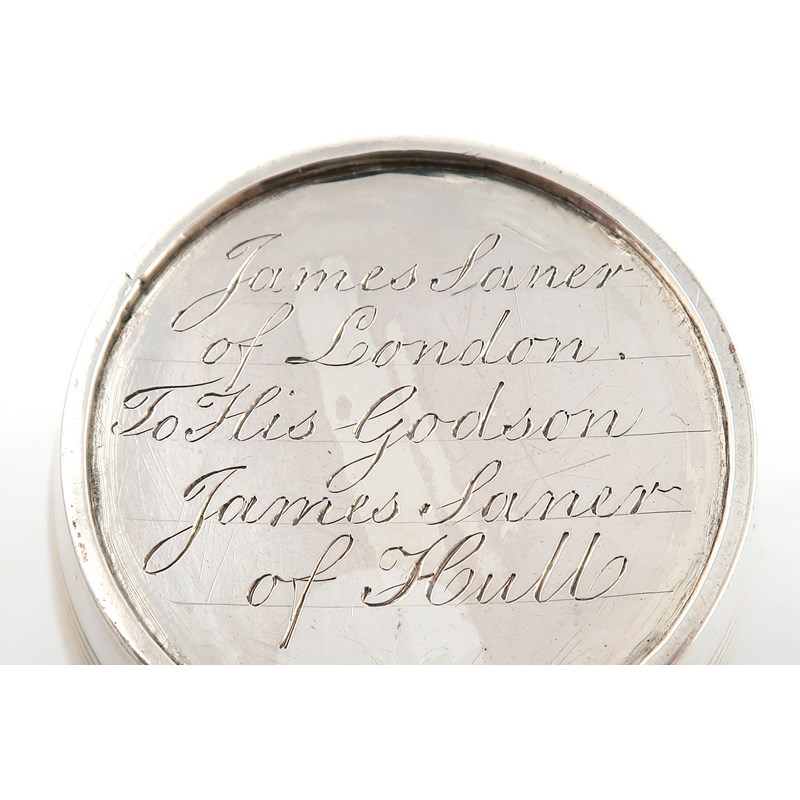 James Saner
of London.
To His Godson
James Saner
of Hull